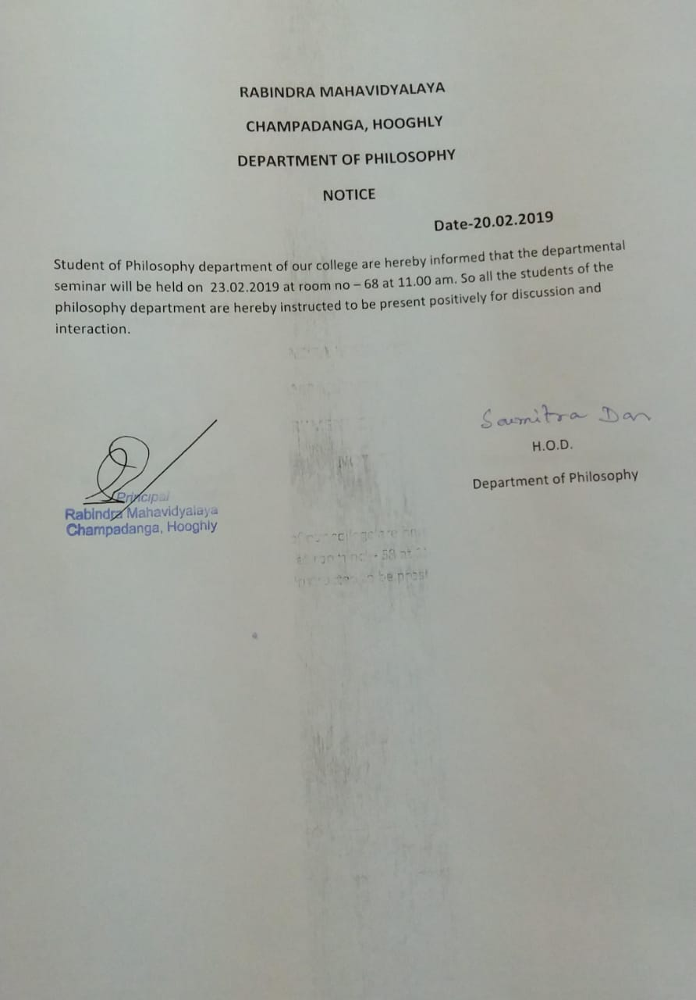 RABINDRA MAHAVIDYALAYA
CHAMPADANGA, HOOGHLY
DEPARTMENT OF PHILOSOPHY
NOTICE
Date-20.02.2019
Student of Philosophy department of our college are hereby informed that the departmental
seminar will be held on 23.02.2019 at room no – 68 at 11.00 am. So all the students of the
philosophy department are hereby instructed to be present positively for discussion and
interaction.
Saumitra Dan
H.O.D.
Department of Philosophy
Principal
Rabindra Mahavidyalaya
Champadanga, Hooghly